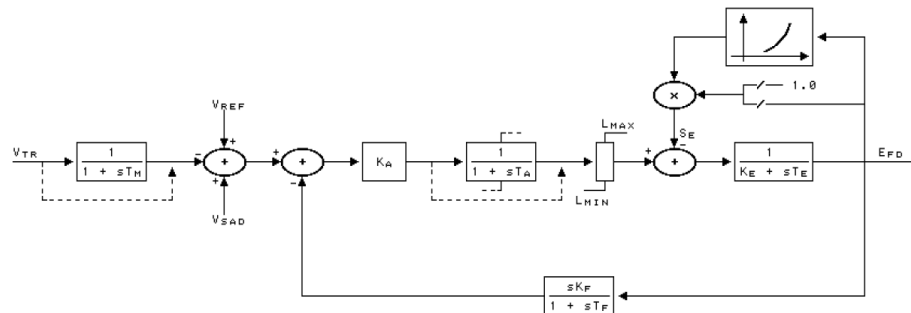 1.0
×
V_REF
L_MAX
S_E
-
+
V_TR
1
1 + sT_M
-
+
+
+
+
-
K_A
1
1 + sT_A
L_MIN
+
+
1
K_E + sT_E
E_FD
V_SAD
sK_F
1 + sT_F